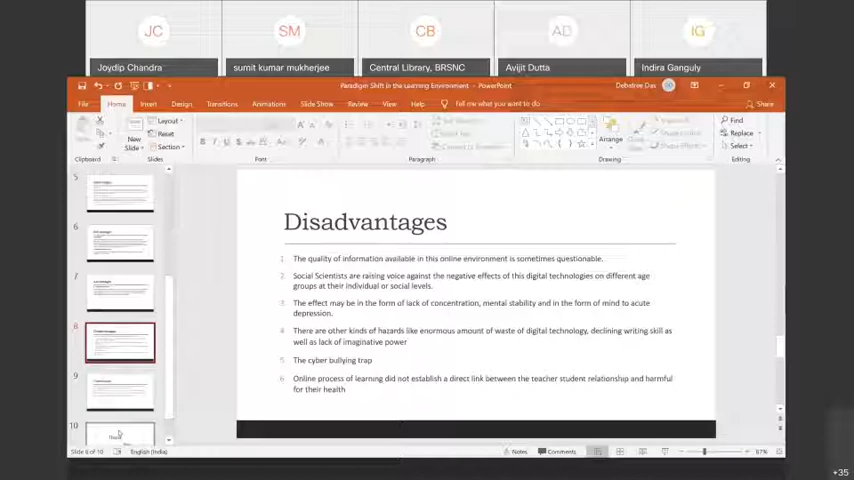 JC
SM
CB
AD
IG
Joydip Chandra
sumit kumar mukherjee
Central Library, BRSNC
Avijit Dutta
Indira Ganguly
Paradigm Shift in the Learning Environment - PowerPoint
Debatree Das
File Home Insert Design Transitions Animations Slide Show Review View Help Tell me what you want to do
Share
New
Slide
Layout
Reset
Section
Arrange
Find
Replace
Select
Clipboard
Slides
Font
Paragraph
Drawing
Editing
5
6
7
8
9
10
Disadvantages
1 The quality of information available in this online environment is sometimes questionable.
2 Social Scientists are raising voice against the negative effects of this digital technologies on different age
groups at their individual or social levels.
3 The effect may be in the form of lack of concentration, mental stability and in the form of mind to acute
depression.
4 There are other kinds of hazards like enormous amount of waste of digital technology, declining writing skill as
well as lack of imaginative power
5 The cyber bullying trap
6 Online process of learning did not establish a direct link between the teacher student relationship and harmful
for their health
Slide 8 of 10
English (India)
Notes
Comments
87%
+35